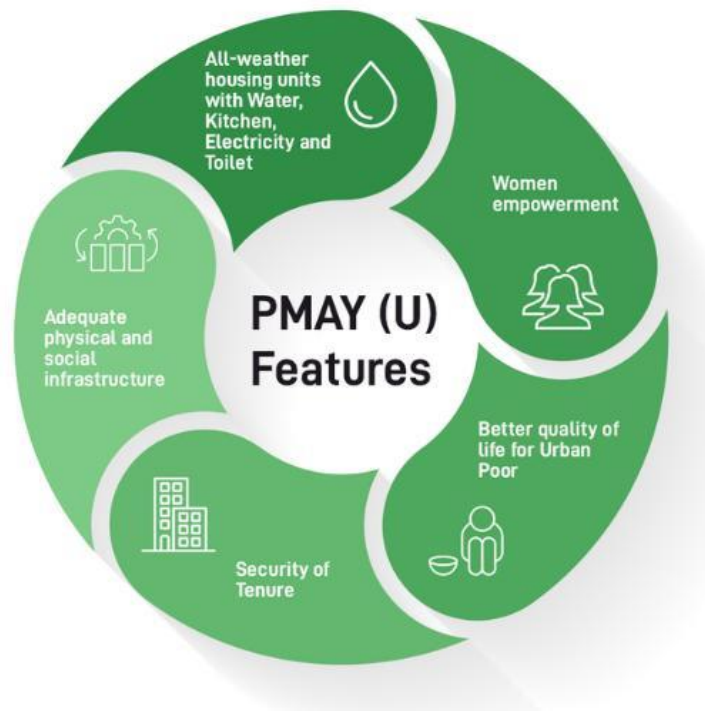 All-weather
housing units
with Water,
Kitchen,
Electricity and
Toilet
Women
empowerment
PMAY (U)
Features
Adequate
physical and
social
infrastructure
Better quality of
life for Urban
Poor
Security of
Tenure